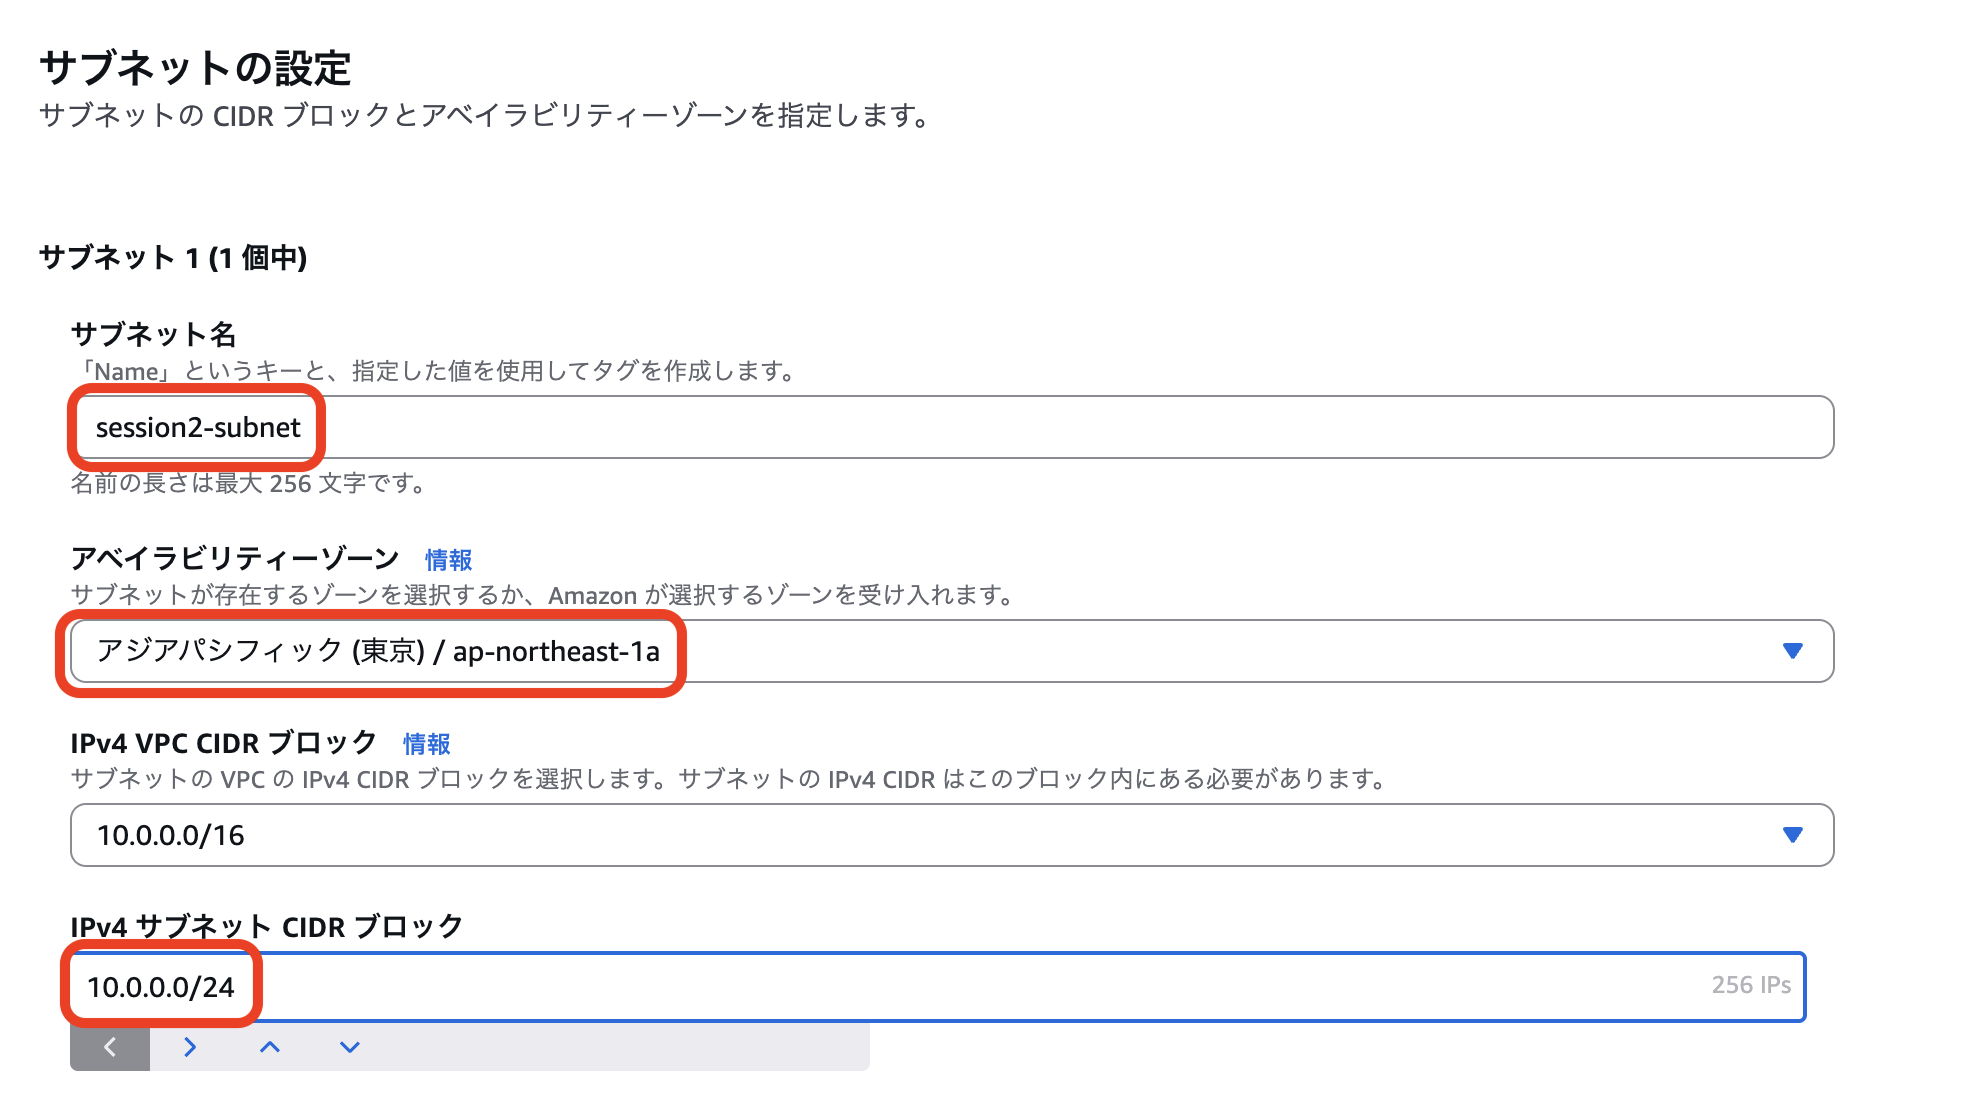 サブネットの設定
サブネットの CIDR ブロックとアベイラビリティーゾーンを指定します。
サブネット 1 (1 個中)
サブネット名
「Name」というキーと、指定した値を使用してタグを作成します。
session2-subnet
名前の長さは最大 256 文字です。
アベイラビリティーゾーン 情報
サブネットが存在するゾーンを選択するか、Amazon が選択するゾーンを受け入れます。
アジアパシフィック (東京) / ap-northeast-1a
IPv4 VPC CIDR ブロック 情報
サブネットの VPC の IPv4 CIDR ブロックを選択します。サブネットの IPv4 CIDR はこのブロック内にある必要があります。
10.0.0.0/16
IPv4 サブネット CIDR ブロック
10.0.0.0/24 256 IPs